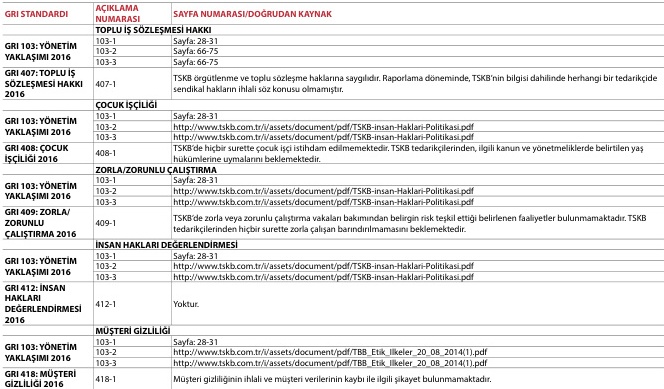 GRI STANDARDI AÇIKLAMA NUMARASI SAYFA NUMARASI/DOĞRUDAN KAYNAK
TOPLU İŞ SÖZLEŞMESİ HAKKI
GRI 103: YÖNETİM YAKLAŞIMI 2016
103-1 Sayfa: 28-31
103-2 Sayfa: 66-75
103-3 Sayfa: 66-75
GRI 407: TOPLU İŞ
SÖZLEŞMESİ HAKKI
2016
407-1
TSKB örgütlenme ve toplu sözleşme haklarına saygılıdır. Raporlama döneminde, TSKB'nin bilgisi dahilinde herhangi bir tedarikçide
sendikal hakların ihlali söz konusu olmamıştır.
ÇOCUK İŞÇİLİĞİ
GRI 103: YÖNETİM
YAKLAŞIMI 2016
103-1 Sayfa: 28-31
103-2 http://www.tskb.com.tr/i/assets/document/pdf/TSKB-insan-Haklari-Politikasi.pdf
103-3 http://www.tskb.com.tr/i/assets/document/pdf/TSKB-insan-Haklari-Politikasi.pdf
GRI 408: ÇOCUK
İŞÇİLİĞİ 2016
408-1
TSKB'de hiçbir surette çocuk işçi istihdam edilmemektedir. TSKB tedarikçilerinden, ilgili kanun ve yönetmeliklerde belirtilen yaş
hükümlerine uymalarını beklemektedir.
ZORLA/ZORUNLU ÇALIŞTIRMA
GRI 103: YÖNETİM
YAKLAŞIMI 2016
103-1 Sayfa: 28-31
103-2 http://www.tskb.com.tr/i/assets/document/pdf/TSKB-insan-Haklari-Politikasi.pdf
103-3 http://www.tskb.com.tr/i/assets/document/pdf/TSKB-insan-Haklari-Politikasi.pdf
GRI 409: ZORLA/
ZORUNLU
ÇALIŞTIRMA 2016
409-1
TSKB'de zorla veya zorunlu çalıştırma vakaları bakımından belirgin risk teşkil ettiği belirlenen faaliyetler bulunmamaktadır. TSKB
tedarikçilerinden hiçbir surette zorla çalışan barındırılmamasını beklemektedir.
İNSAN HAKLARI DEĞERLENDİRMESİ
GRI 103: YÖNETİM
YAKLAŞIMI 2016
103-1 Sayfa: 28-31
103-2 http://www.tskb.com.tr/i/assets/document/pdf/TSKB-insan-Haklari-Politikasi.pdf
103-3 http://www.tskb.com.tr/i/assets/document/pdf/TSKB-insan-Haklari-Politikasi.pdf
GRI 412: İNSAN
HAKLARI
DEĞERLENDİRMESİ
2016
412-1 Yoktur.
MÜŞTERİ GİZLİLİĞİ
GRI 103: YÖNETİM
YAKLAŞIMI 2016
103-1 Sayfa: 28-31
103-2 http://www.tskb.com.tr/i/assets/document/pdf/TBB_Etik_Ilkeler_20_08_2014(1).pdf
103-3 http://www.tskb.com.tr/i/assets/document/pdf/TBB_Etik_Ilkeler_20_08_2014(1).pdf
GRI 418: MÜŞTERİ
GİZLİLİĞİ 2016
418-1 Müşteri gizliliğinin ihlali ve müşteri verilerinin kaybı ile ilgili şikayet bulunmamaktadır.